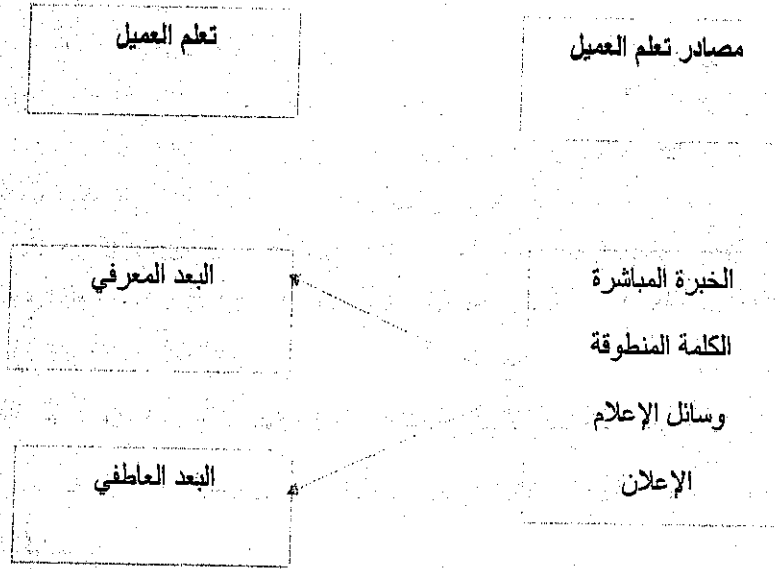 مصادر تعلم العميل
تعلم العميل
الخبرة المباشرة
الكلمة المنطوقة
وسائل الإعلام
الإعلان
البعد المعرفي
البعد العاطفي